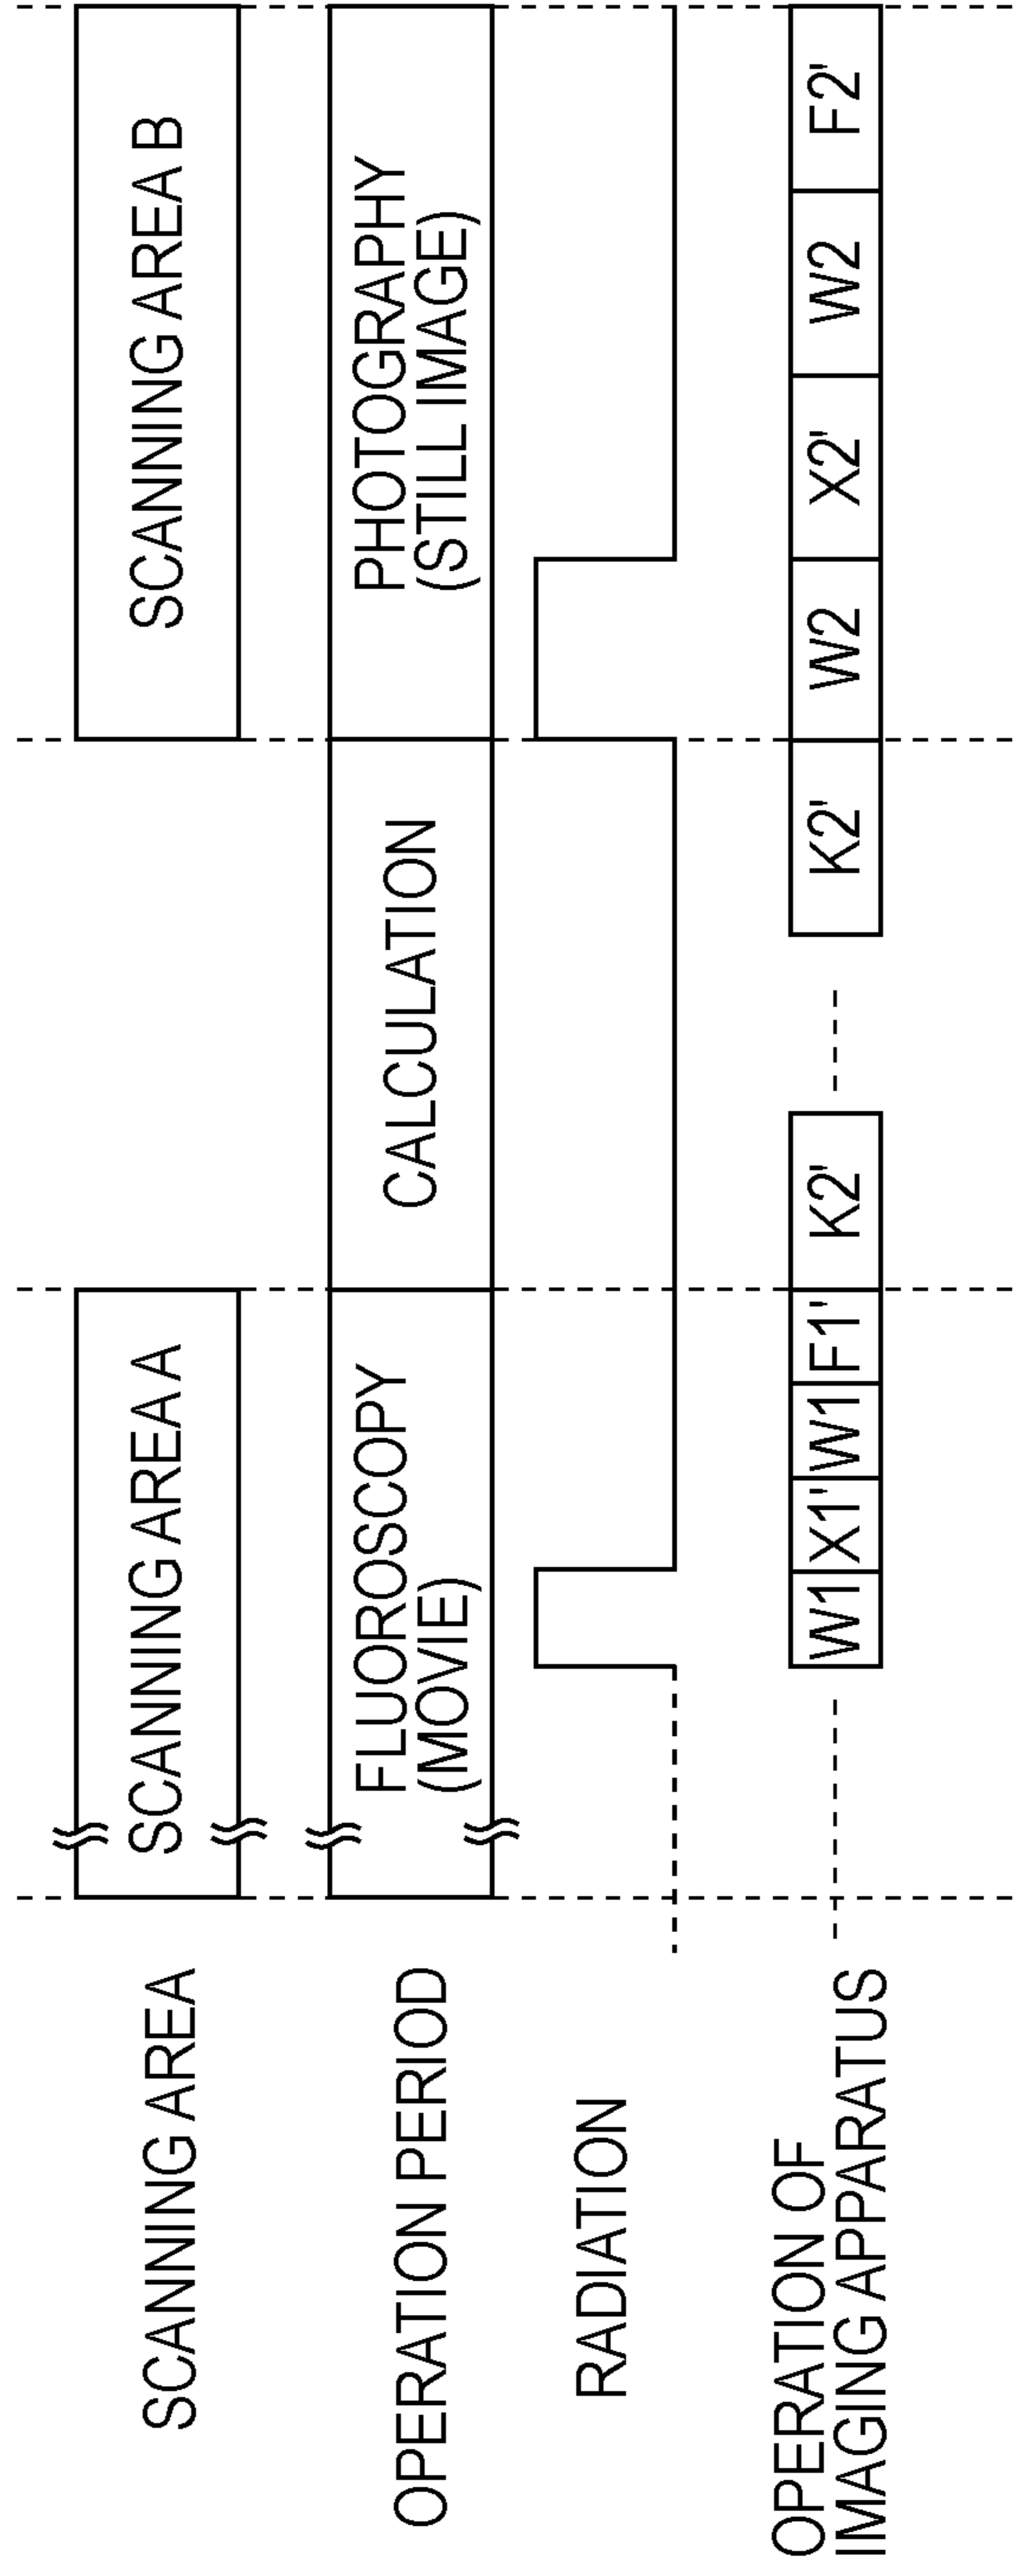 SCANNING AREA
SCANNING AREA A
SCANNING AREA B
OPERATION PERIOD
FLUOROSCOPY
(MOVIE)
CALCULATION
PHOTOGRAPHY
(STILL IMAGE)
RADIATION
OPERATION OF
IMAGING APPARATUS
W1 X1' W1 F1' K2' K2' W2 X2' W2 F2'